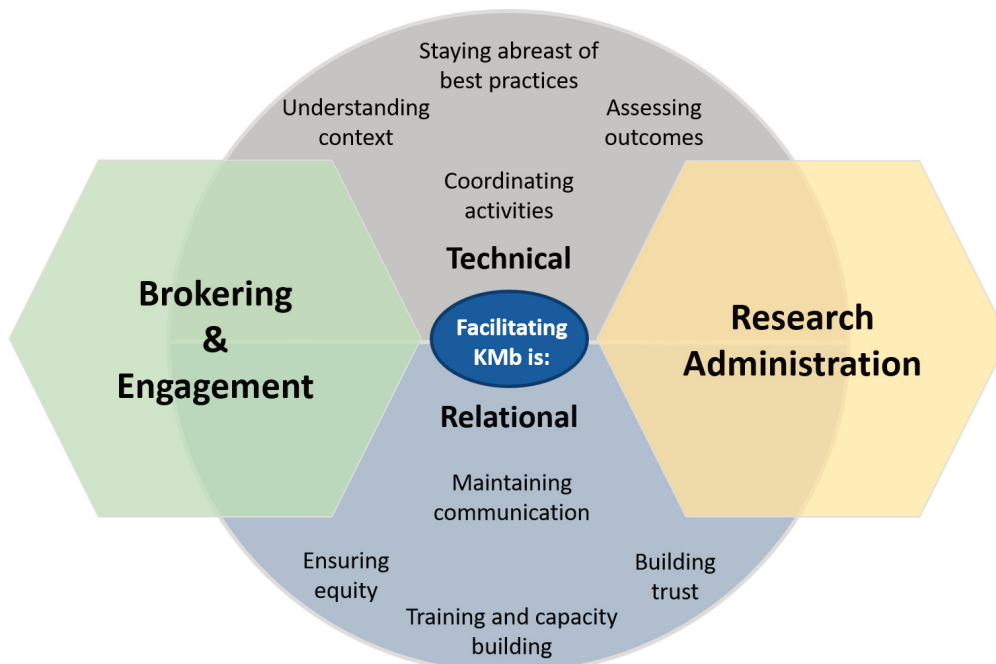 Staying abreast of
best practices
Understanding
context
Assessing
outcomes
Coordinating
activities
Technical
Brokering
&
Engagement
Facilitating
KMb is:
Research
Administration
Relational
Maintaining
communication
Ensuring
equity
Building
trust
Training and capacity
building